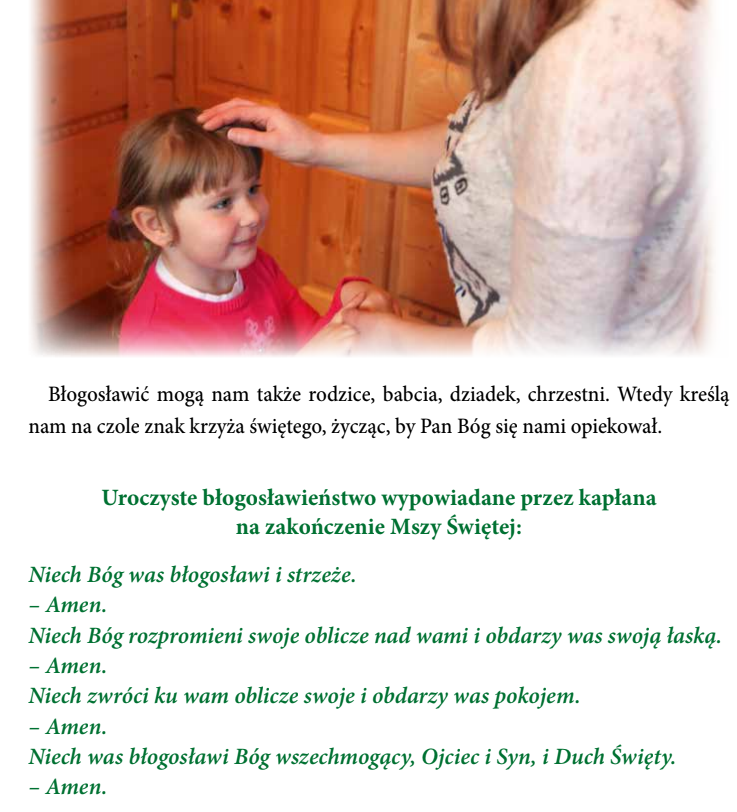 Błogosławić mogą nam także rodzice, babcia, dziadek, chrzestni. Wtedy kreślą
nam na czole znak krzyża świętego, życząc, by Pan Bóg się nami opiekował.
Uroczyste błogosławieństwo wypowiadane przez kapłana
na zakończenie Mszy Świętej:
Niech Bóg was błogosławi i strzeże.
– Amen.
Niech Bóg rozpromieni swoje oblicze nad wami i obdarzy was swoją łaską.
– Amen.
Niech zwróci ku wam oblicze swoje i obdarzy was pokojem.
– Amen.
Niech was błogosławi Bóg wszechmogący, Ojciec i Syn, i Duch Święty.
– Amen.